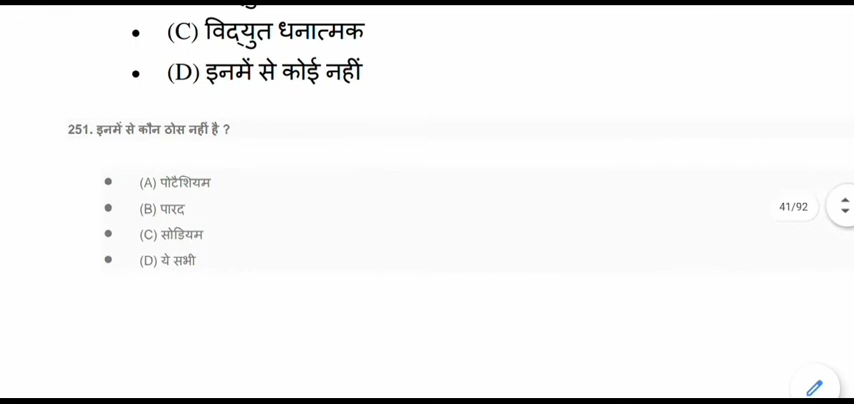 (C) विद्युत धनात्मक
(D) इनमें से कोई नहीं
251. इनमें से कौन ठोस नहीं है ?
(A) पोटैशियम
(B) पारद
41/92
(C) सोडियम
(D) ये सभी